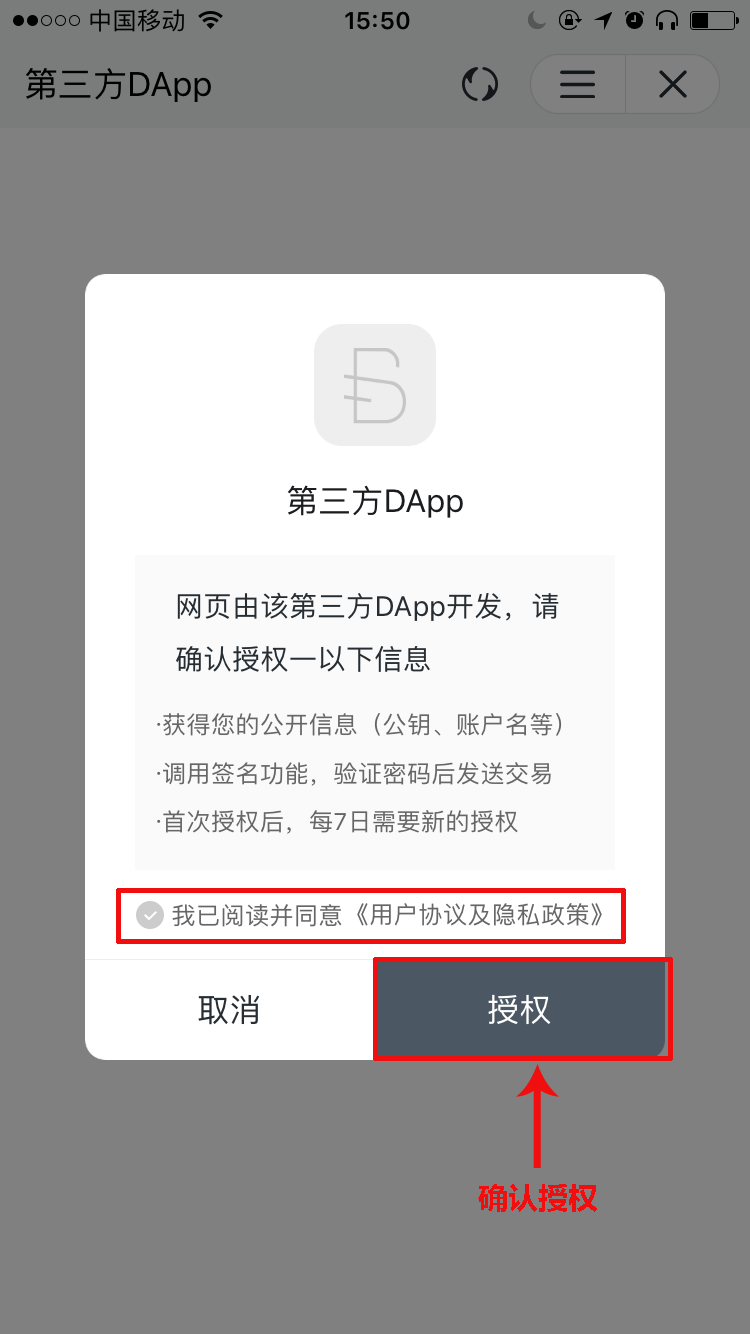 中国移动
15:50
第三方DApp
第三方DApp
网页由该第三方DApp开发，请
确认授权一以下信息
·获得您的公开信息（公钥、账户名等）
·调用签名功能，验证密码后发送交易
·首次授权后，每7日需要新的授权
我已阅读并同意《用户协议及隐私政策》
取消
授权
确认授权